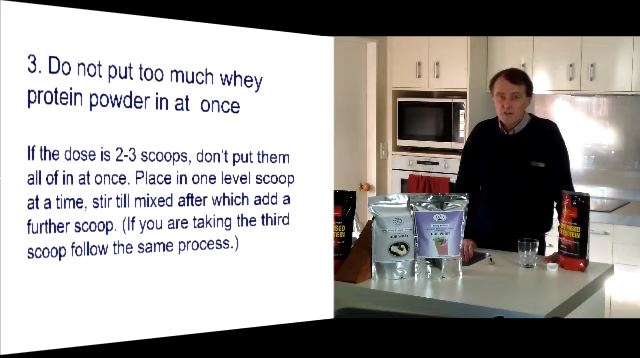 3. Do not put too much whey
protein powder in at once
If the dose is 2-3 scoops, don't put them
all of in at once. Place in one level scoop
at a time, stir till mixed after which add a
further scoop. (If you are taking the third
scoop follow the same process.)